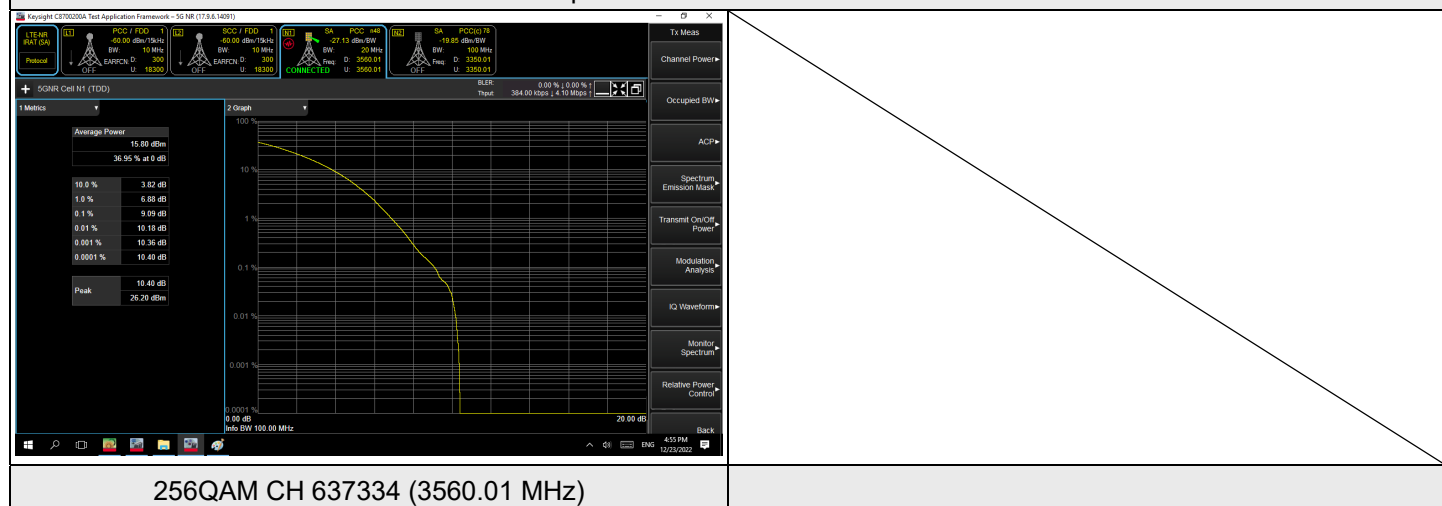 Keysight C8700200A Test Application Framework – 5G NR (17.9.6.14091)
LTE-NR
IRAT (SA)
Protocol
L1
PCC / FDD 1
-60.00 dBm/15kHz
BW: 10 MHz
EARFCN: D: 300
U: 18300
OFF
L2
SCC / FDD 1
-60.00 dBm/15kHz
BW: 10 MHz
EARFCN: D: 300
U: 18300
OFF
N1
SA PCC n48
-27.13 dBm/BW
BW: 20 MHz
Freq: D: 3560.01
CONNECTED U: 3560.01
N2
SA PCC(c) 78
-19.85 dBm/BW
BW: 100 MHz
Freq: D: 3350.01
OFF U: 3350.01
5GNR Cell N1 (TDD)
BLER: 0.00 % ↓ 0.00 % ↑
Thput: 384.00 kbps ↓ 4.10 Mbps ↑
1 Metrics
Average Power
15.80 dBm
36.95 % at 0 dB
10.0 % 3.82 dB
1.0 % 6.88 dB
0.1 % 9.09 dB
0.01 % 10.18 dB
0.001 % 10.36 dB
0.0001 % 10.40 dB
Peak
10.40 dB
26.20 dBm
2 Graph
100 %
10 %
1 %
0.1 %
0.01 %
0.001 %
0.0001 %
0.00 dB
20.00 dB
Info BW 100.00 MHz
Tx Meas
Channel Power
Occupied BW
ACP
Spectrum
Emission Mask
Transmit On/Off
Power
Modulation
Analysis
IQ Waveform
Monitor
Spectrum
Relative Power
Control
Back
ENG
4:55 PM
12/23/2022
256QAM CH 637334 (3560.01 MHz)